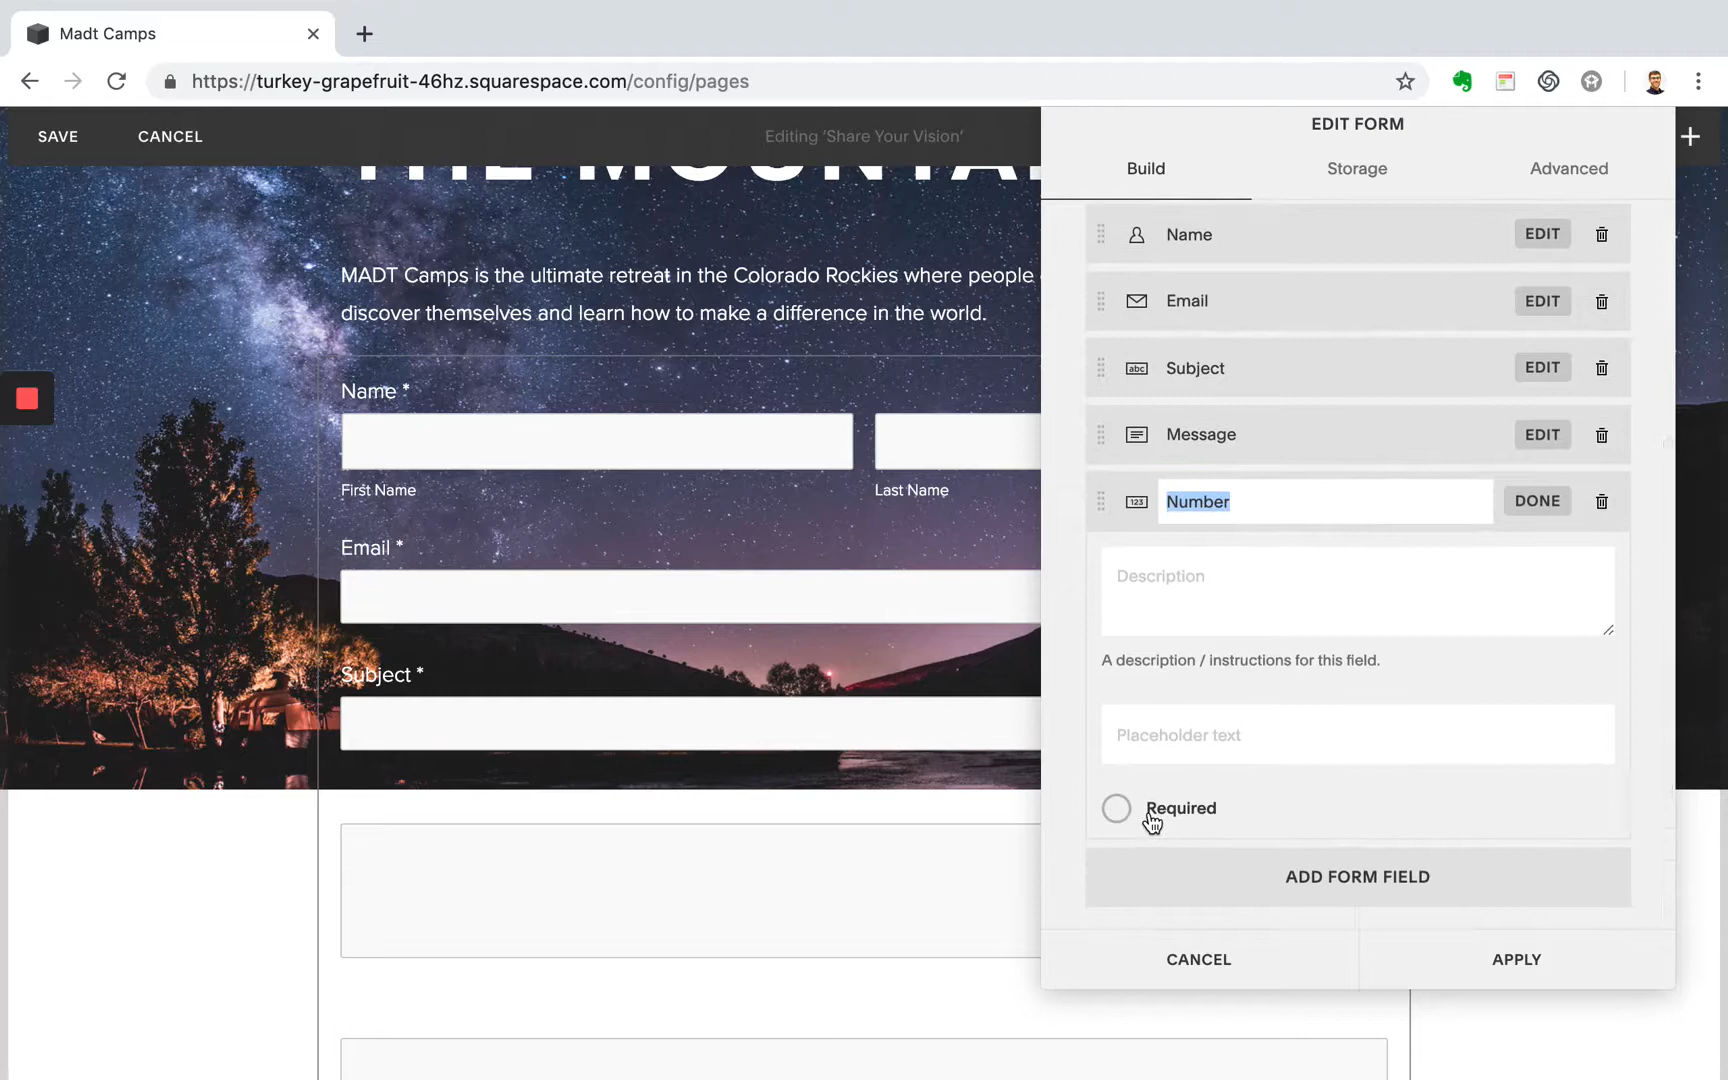 Madt Camps
https://turkey-grapefruit-46hz.squarespace.com/config/pages
SAVE
CANCEL
Editing ‘Share Your Vision’
MADT Camps is the ultimate retreat in the Colorado Rockies where people
discover themselves and learn how to make a difference in the world.
Name *
First Name
Last Name
Email *
Subject *
EDIT FORM
Build
Storage
Advanced
Name
EDIT
Email
EDIT
abc
Subject
EDIT
Message
EDIT
123
Number
DONE
Description
A description / instructions for this field.
Placeholder text
Required
ADD FORM FIELD
CANCEL
APPLY